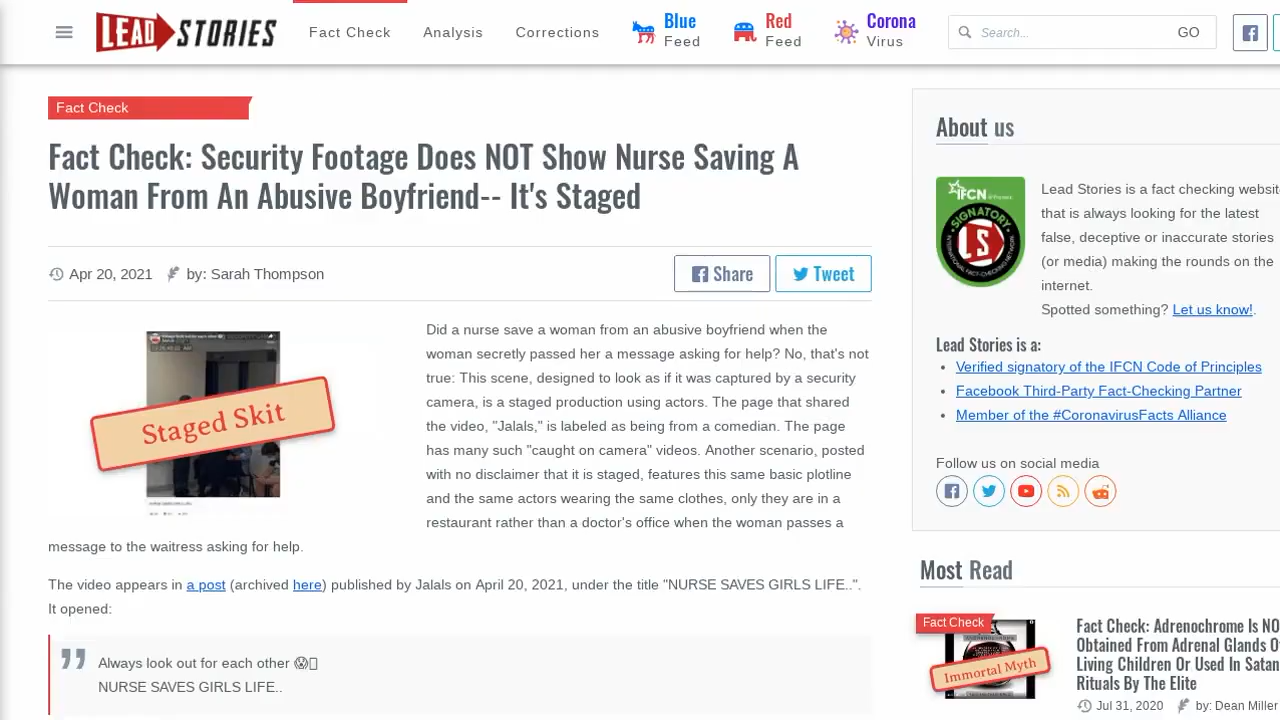 LEAD STORIES
Fact Check
Analysis
Corrections
Blue
Feed
Red
Feed
Corona
Virus
Search...
GO
Fact Check
Fact Check: Security Footage Does NOT Show Nurse Saving A
Woman From An Abusive Boyfriend-- It's Staged
Apr 20, 2021
by: Sarah Thompson
Share
Tweet
Staged Skit
Did a nurse save a woman from an abusive boyfriend when the
woman secretly passed her a message asking for help? No, that's not
true: This scene, designed to look as if it was captured by a security
camera, is a staged production using actors. The page that shared
the video, "Jalals," is labeled as being from a comedian. The page
has many such "caught on camera" videos. Another scenario, posted
with no disclaimer that it is staged, features this same basic plotline
and the same actors wearing the same clothes, only they are in a
restaurant rather than a doctor's office when the woman passes a
message to the waitress asking for help.
The video appears in a post (archived here) published by Jalals on April 20, 2021, under the title "NURSE SAVES GIRLS LIFE..".
It opened:
Always look out for each other 😱
NURSE SAVES GIRLS LIFE..
About us
IFCN
SIGNATORY
LS
Lead Stories is a fact checking website
that is always looking for the latest
false, deceptive or inaccurate stories
(or media) making the rounds on the
internet.
Spotted something? Let us know!.
Lead Stories is a:
• Verified signatory of the IFCN Code of Principles
• Facebook Third-Party Fact-Checking Partner
• Member of the #CoronavirusFacts Alliance
Follow us on social media
Most Read
Fact Check
Immortal Myth
Fact Check: Adrenochrome Is NO
Obtained From Adrenal Glands O
Living Children Or Used In Satan
Rituals By The Elite
Jul 31, 2020
by: Dean Miller